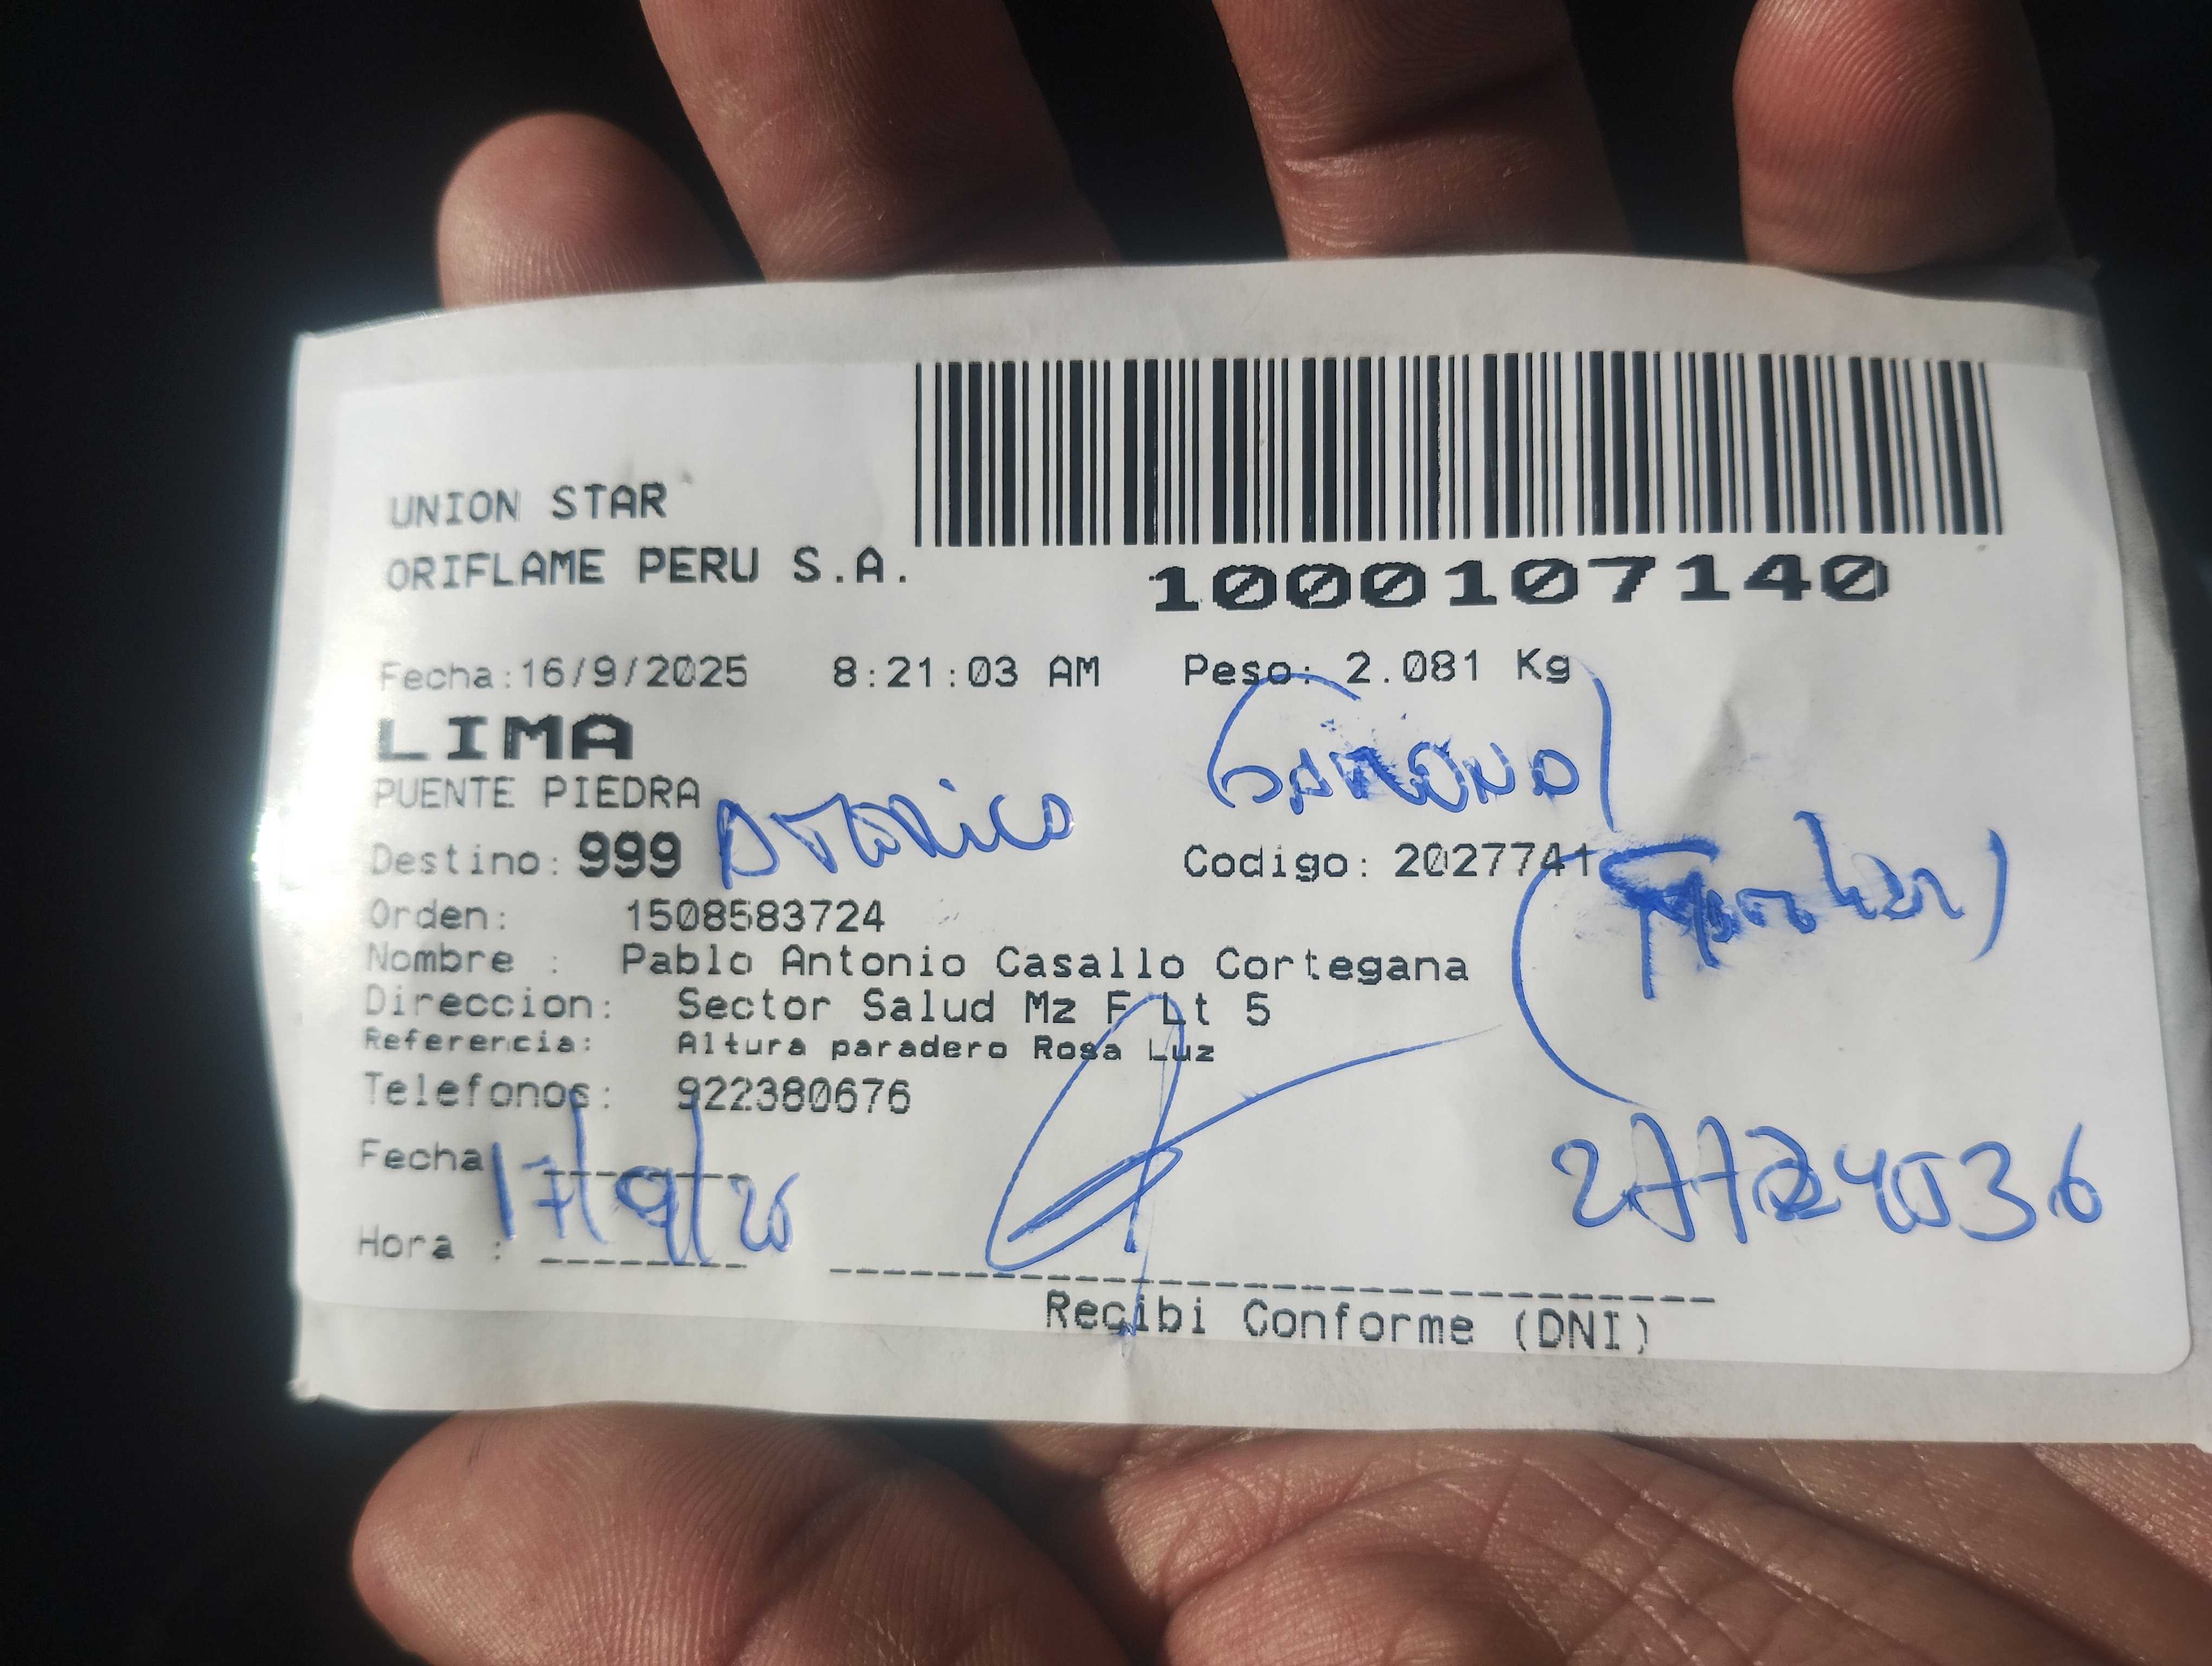 UNION STAR
ORIFLAME PERU S.A.
1000107140
Fecha:16/9/2025 8:21:03 AM Peso: 2.081 Kg
LIMA
PUENTE PIEDRA
Destino: 999 Codigo: 2027741
Orden: 1508583724
Nombre : Pablo Antonio Casallo Cortegana
Direccion: Sector Salud Mz F Lt 5
Referencia: Altura paradero Rosa Luz
Telefonos: 922380676
Fecha 17/9/25
Hora :
Recibi Conforme (DNI)